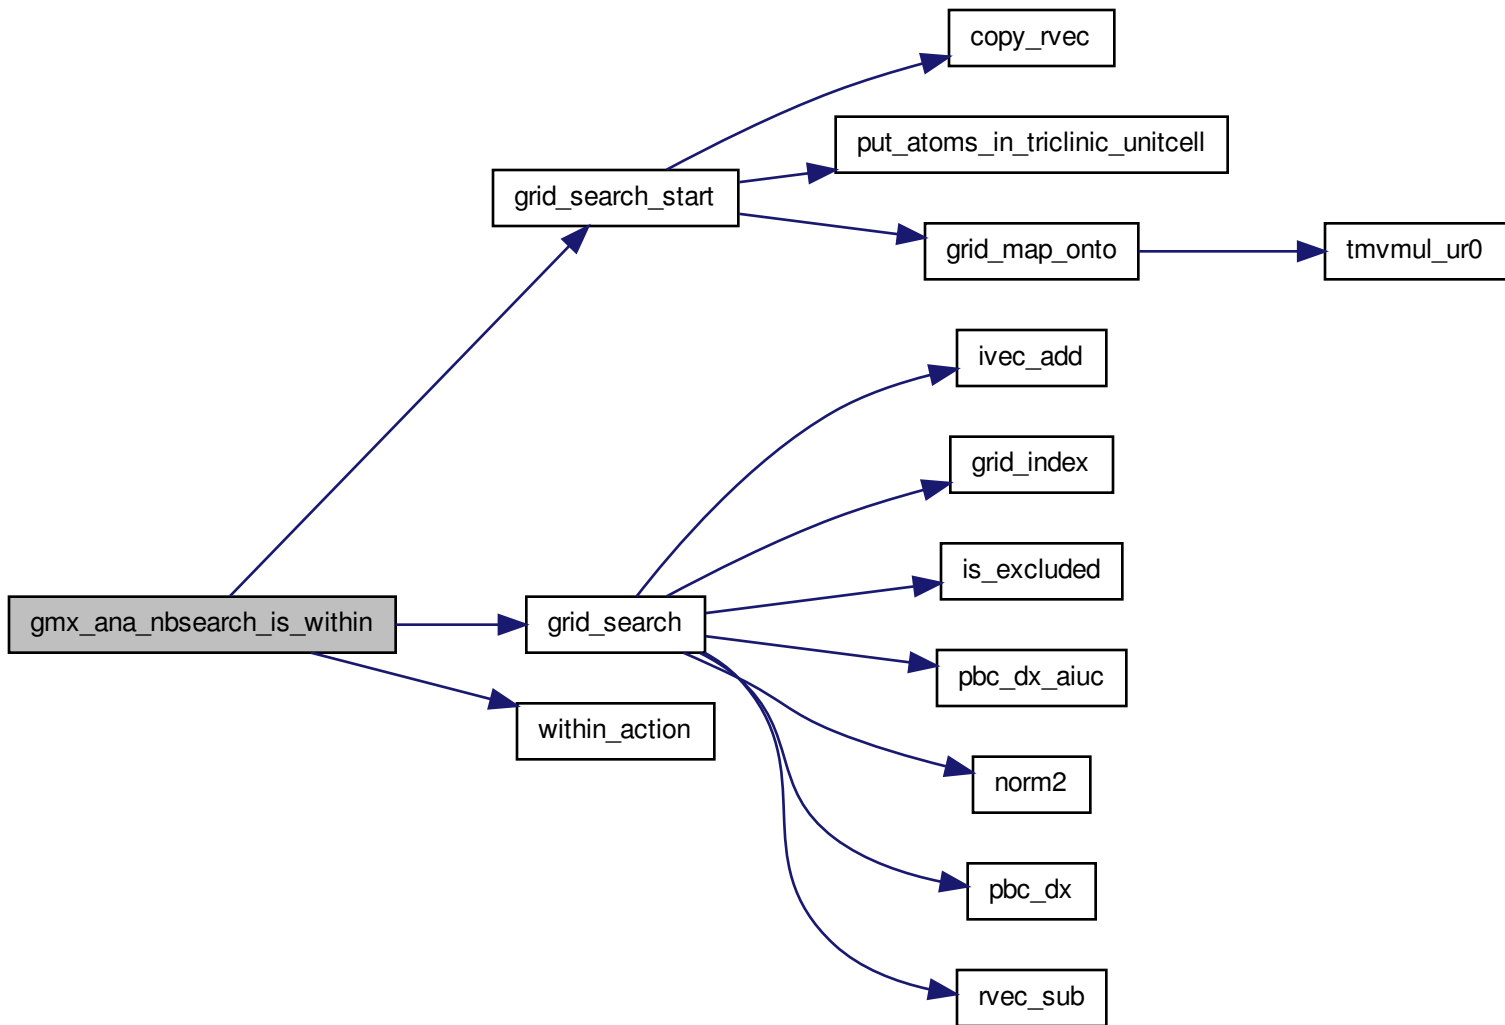 copy_rvec
put_atoms_in_triclinic_unitcell
grid_search_start
grid_map_onto
tmvmul_ur0
ivec_add
grid_index
is_excluded
gmx_ana_nbsearch_is_within
grid_search
pbc_dx_aiuc
within_action
norm2
pbc_dx
rvec_sub